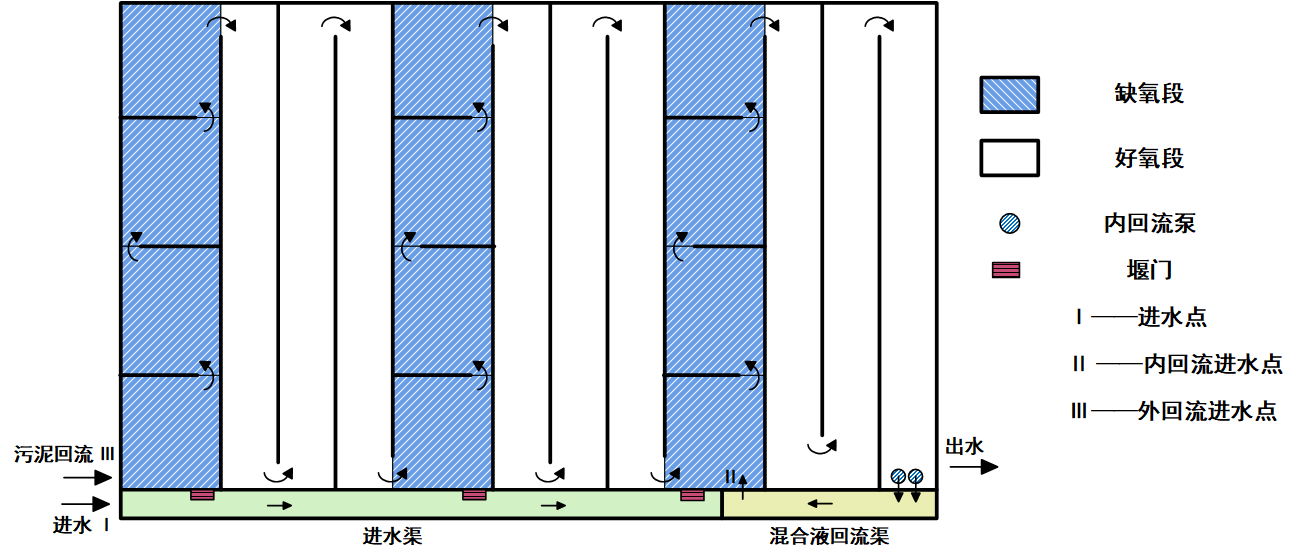 缺氧段
好氧段
内回流泵
堰门
Ⅰ——进水点
Ⅱ——内回流进水点
Ⅲ——外回流进水点
污泥回流 Ⅲ
出水
Ⅱ
进水 Ⅰ
进水渠
混合液回流渠